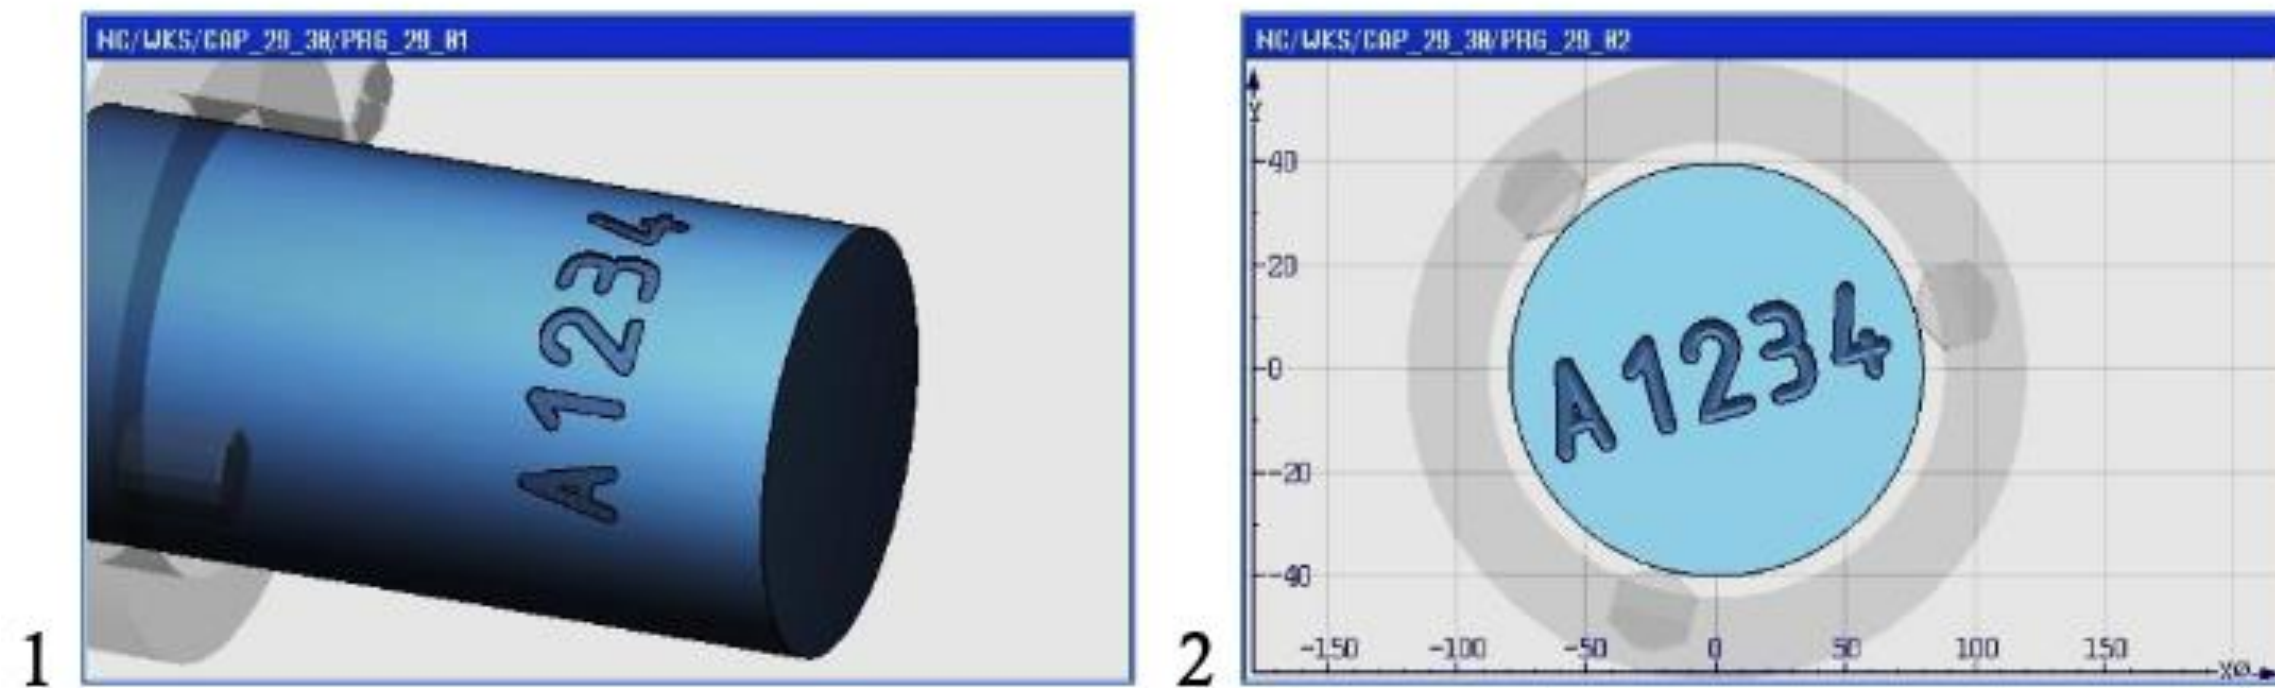 NC/WKS/CAP_29_30/PRG_29_01
A1234
1
NC/WKS/CAP_29_30/PRG_29_02
Y
40
20
0
-20
-40
A1234
-150 -100 -50 0 50 100 150
XØ
2